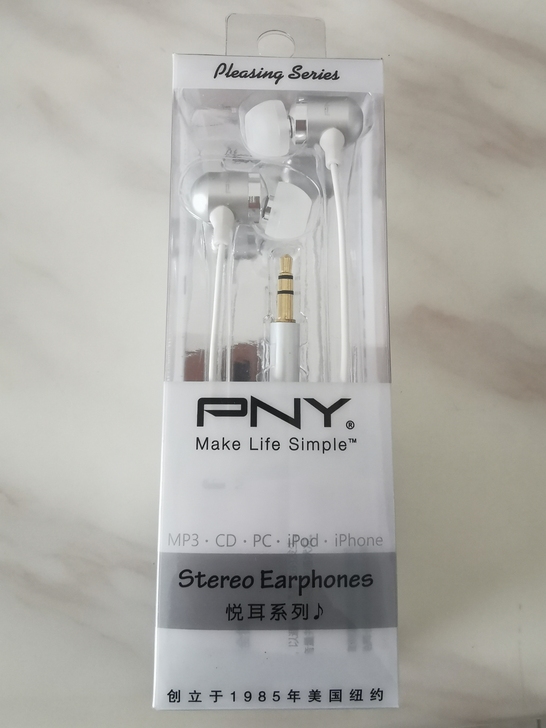 Pleasing Series
PNY®
Make Life Simple™
MP3 · CD · PC · iPod · iPhone
Stereo Earphones
悦耳系列♪
创立于1985年美国纽约